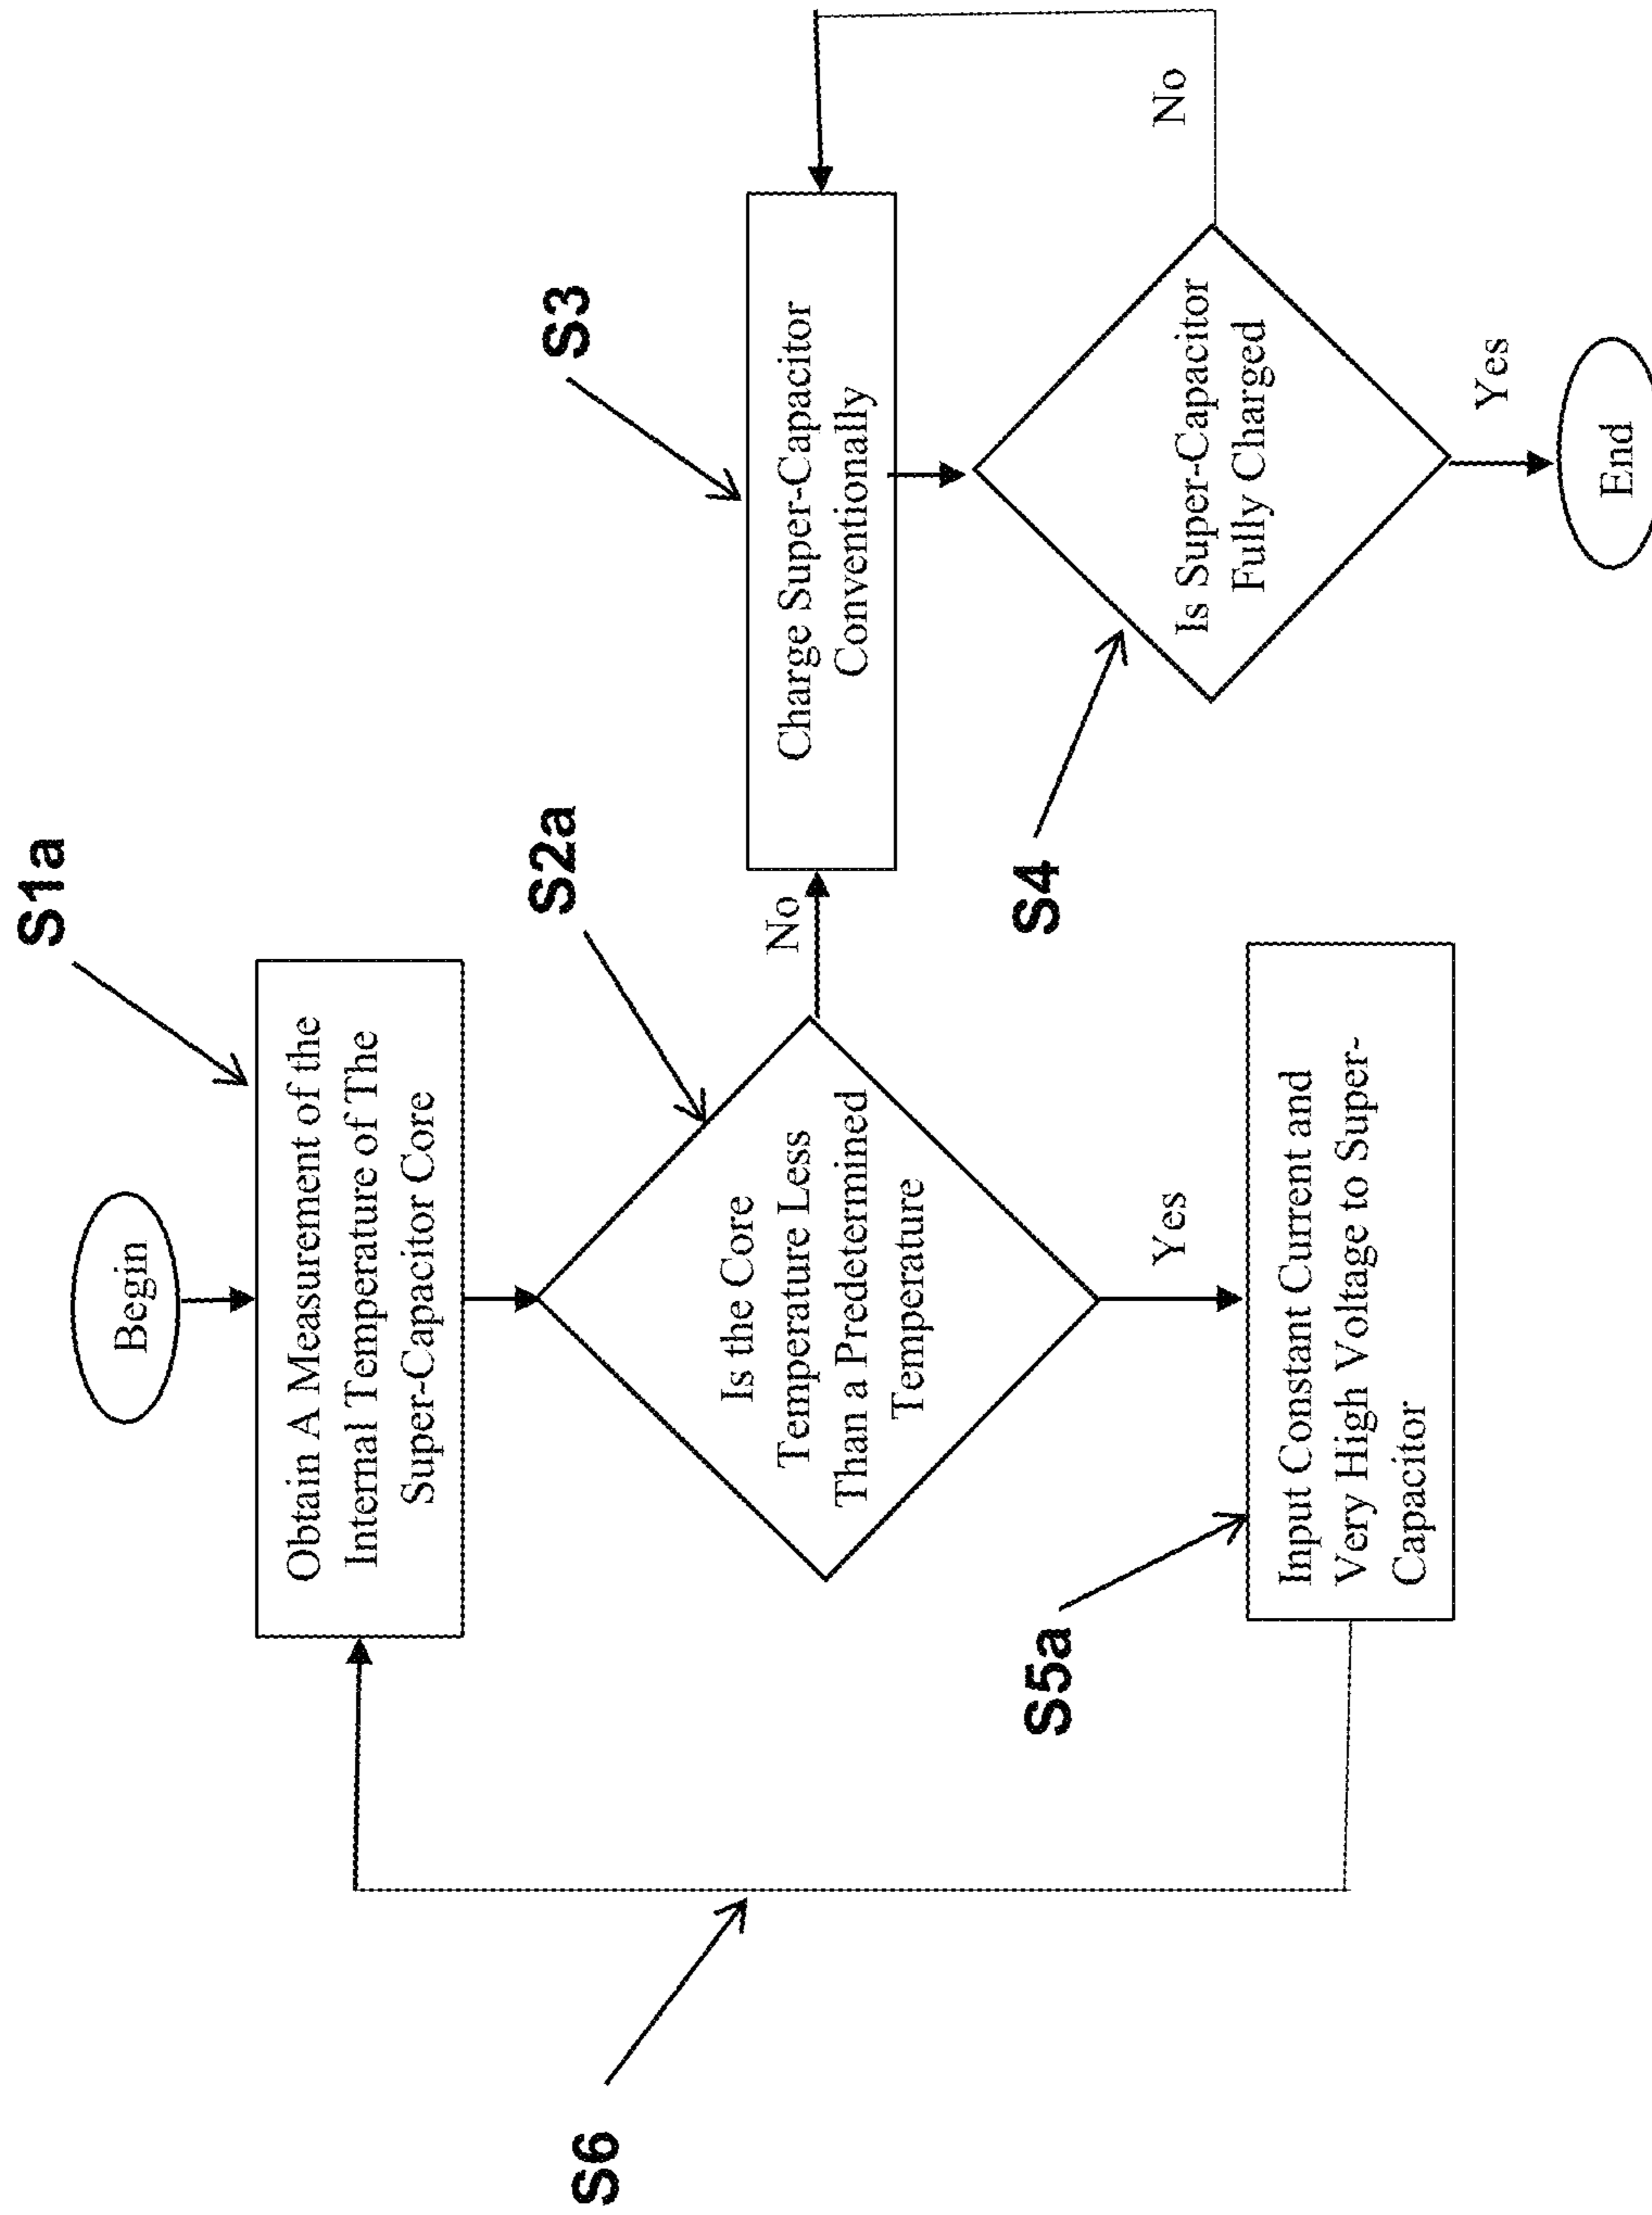 Begin
S1a
Obtain A Measurement of the
Internal Temperature of The
Super-Capacitor Core
S2a
Is the Core
Temperature Less
Than a Predetermined
Temperature
No
S3
Charge Super-Capacitor
Conventionally
S4
Is Super-Capacitor
Fully Charged
No
Yes
End
Yes
S5a
Input Constant Current and
Very High Voltage to Super-
Capacitor
S6